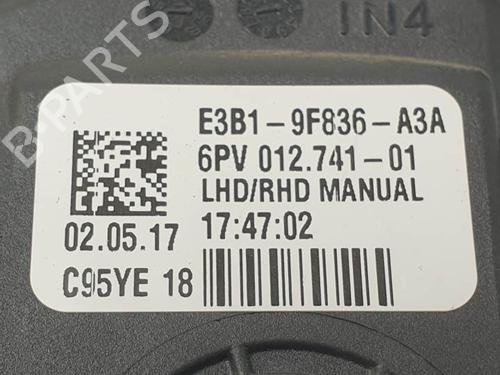 IN4
B-PARTS
E3B1-9F836-A3A
6PV 012.741-01
LHD/RHD MANUAL
02.05.17 17:47:02
C95YE 18